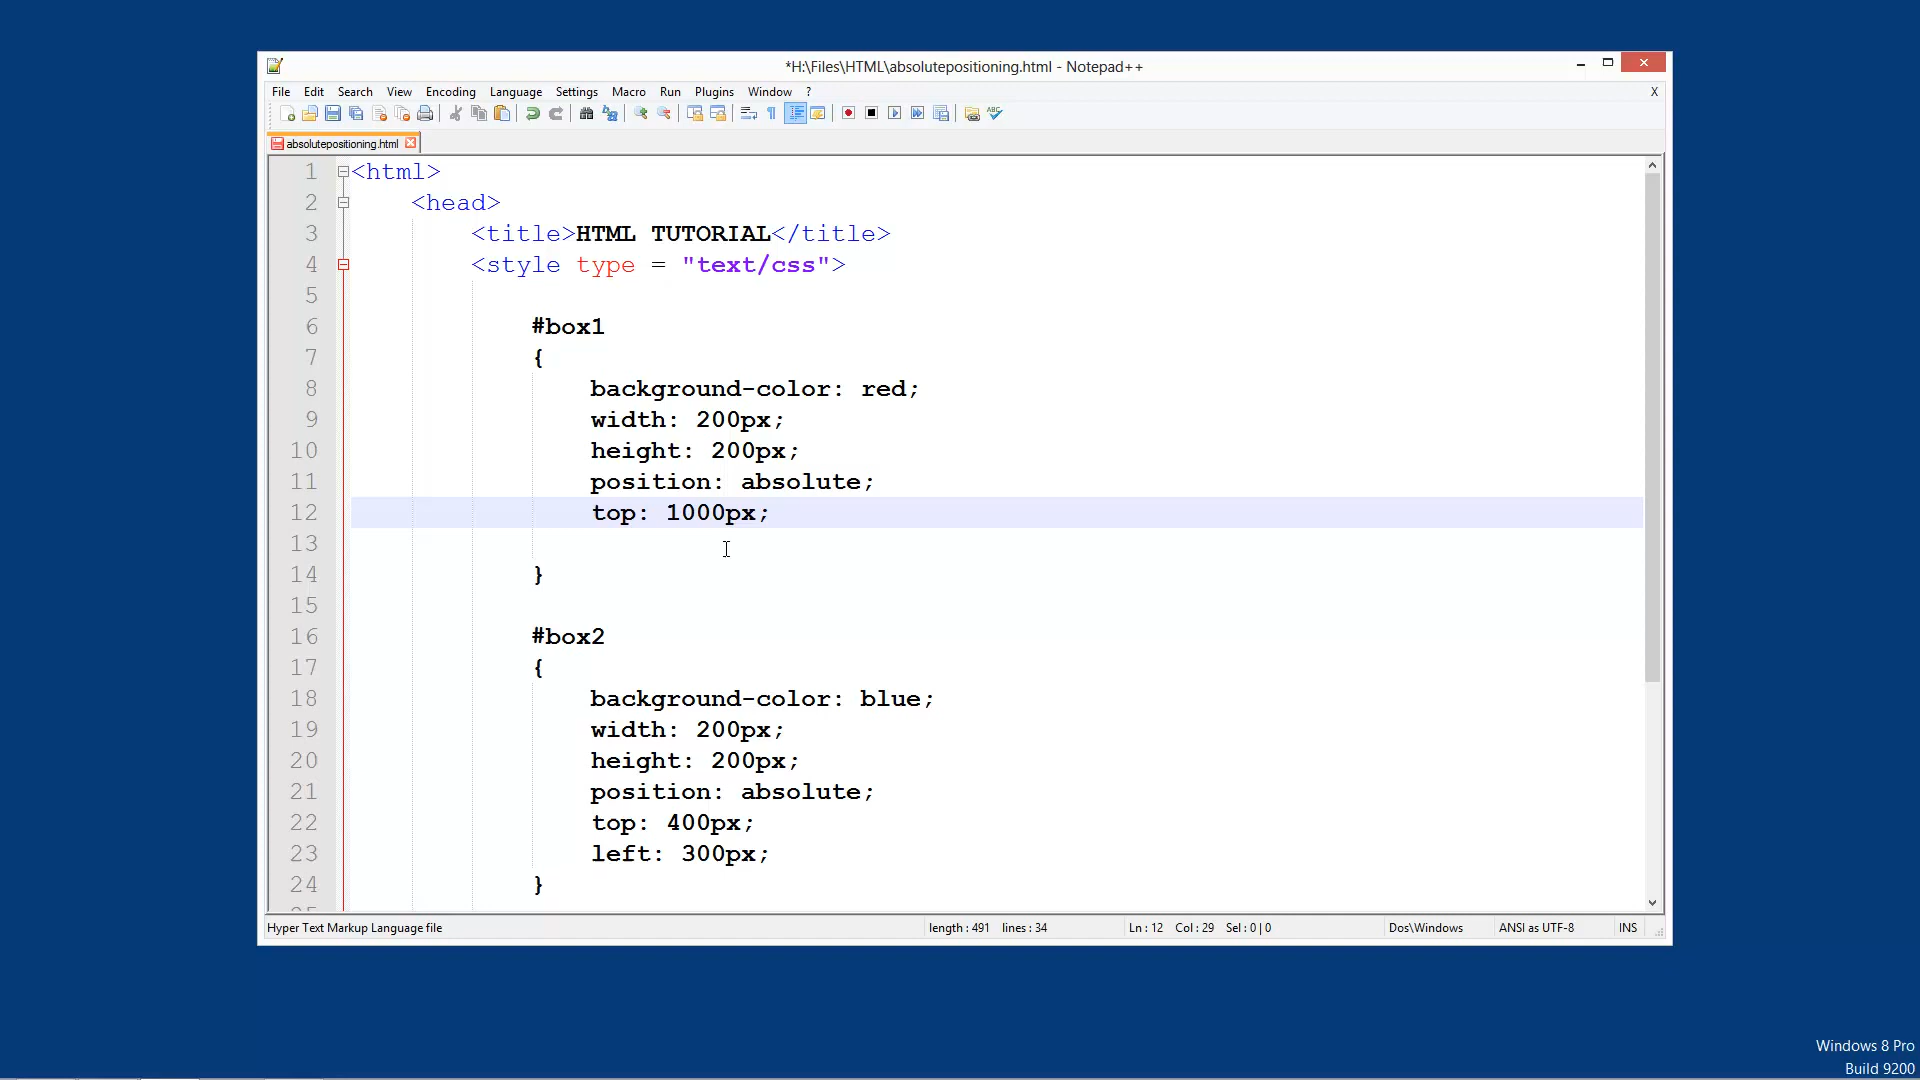 *H:\Files\HTML\absolutepositioning.html - Notepad++
File Edit Search View Encoding Language Settings Macro Run Plugins Window ? X
absolutepositioning.html
1 <html>
2 <head>
3 <title>HTML TUTORIAL</title>
4 <style type = "text/css">
5
6 #box1
7 {
8 background-color: red;
9 width: 200px;
10 height: 200px;
11 position: absolute;
12 top: 1000px;
13
14 }
15
16 #box2
17 {
18 background-color: blue;
19 width: 200px;
20 height: 200px;
21 position: absolute;
22 top: 400px;
23 left: 300px;
24 }
Hyper Text Markup Language file length : 491 lines : 34 Ln : 12 Col : 29 Sel : 0 | 0 Dos\Windows ANSI as UTF-8 INS
Windows 8 Pro
Build 9200